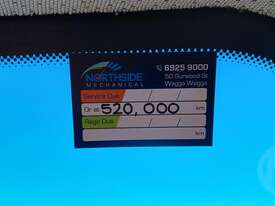 NORTHSIDE
MECHANICAL
6925 9000
50 Gurwood St
Wagga Wagga
Service Due / /
Or at 520,000 km
Rego Due / /
km